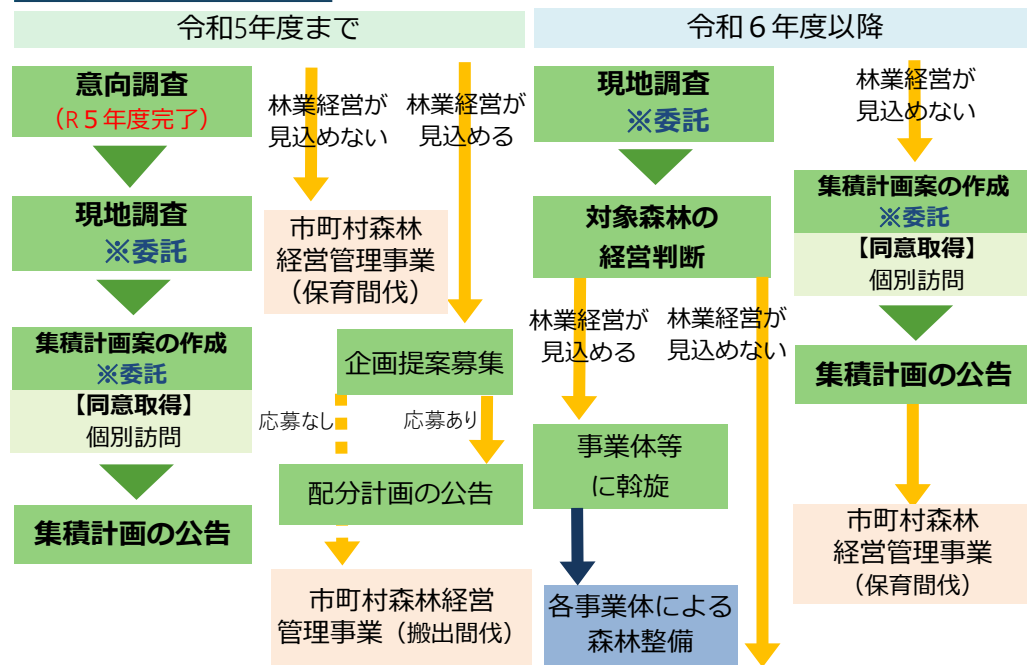 令和5年度まで
意向調査
（R５年度完了）
現地調査
※委託
集積計画案の作成
※委託
【同意取得】
個別訪問
集積計画の公告
林業経営が
見込めない
市町村森林
経営管理事業
（保育間伐）
林業経営が
見込める
企画提案募集
応募なし
応募あり
配分計画の公告
市町村森林経営
管理事業（搬出間伐）
令和６年度以降
現地調査
※委託
対象森林の
経営判断
林業経営が
見込める
事業体等
に斡旋
各事業体による
森林整備
林業経営が
見込めない
見込めない
集積計画案の作成
※委託
【同意取得】
個別訪問
集積計画の公告
市町村森林
経営管理事業
（保育間伐）